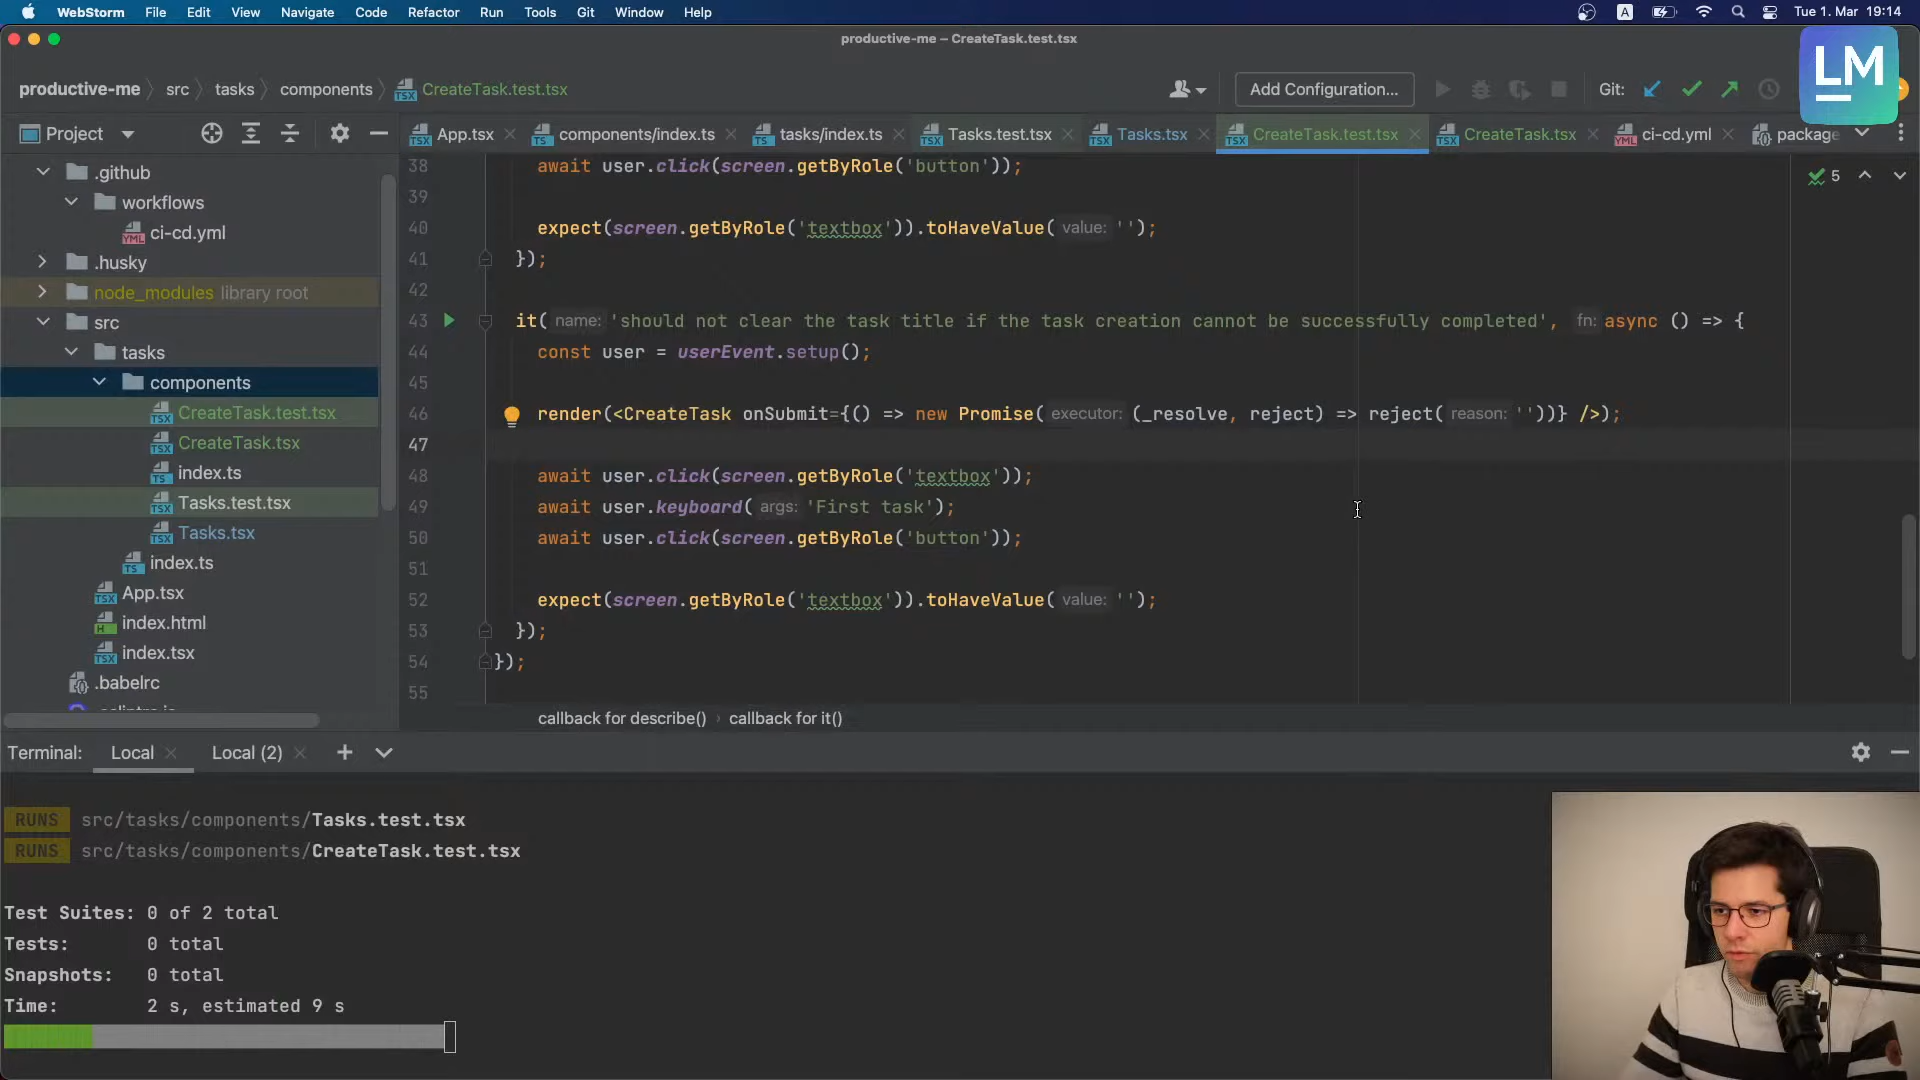 WebStorm File Edit View Navigate Code Refactor Run Tools Git Window Help
A Tue 1. Mar 19:14
productive-me – CreateTask.test.tsx
LM
productive-me src tasks components CreateTask.test.tsx
Add Configuration...
Git:
Project
App.tsx components/index.ts tasks/index.ts Tasks.test.tsx Tasks.tsx CreateTask.test.tsx CreateTask.tsx ci-cd.yml package
.github
workflows
ci-cd.yml
.husky
node_modules library root
src
tasks
components
CreateTask.test.tsx
CreateTask.tsx
index.ts
Tasks.test.tsx
Tasks.tsx
index.ts
App.tsx
index.html
index.tsx
.babelrc
5
38 await user.click(screen.getByRole('button'));
39
40 expect(screen.getByRole('textbox')).toHaveValue( value: '');
41 });
42
43 it( name: 'should not clear the task title if the task creation cannot be successfully completed', fn: async () => {
44 const user = userEvent.setup();
45
46 render(<CreateTask onSubmit={() => new Promise( executor: (_resolve, reject) => reject( reason: ''))} />);
47
48 await user.click(screen.getByRole('textbox'));
49 await user.keyboard( args: 'First task');
50 await user.click(screen.getByRole('button'));
51
52 expect(screen.getByRole('textbox')).toHaveValue( value: '');
53 });
54 });
55
callback for describe() callback for it()
Terminal: Local Local (2)
RUNS src/tasks/components/Tasks.test.tsx
RUNS src/tasks/components/CreateTask.test.tsx
Test Suites: 0 of 2 total
Tests: 0 total
Snapshots: 0 total
Time: 2 s, estimated 9 s